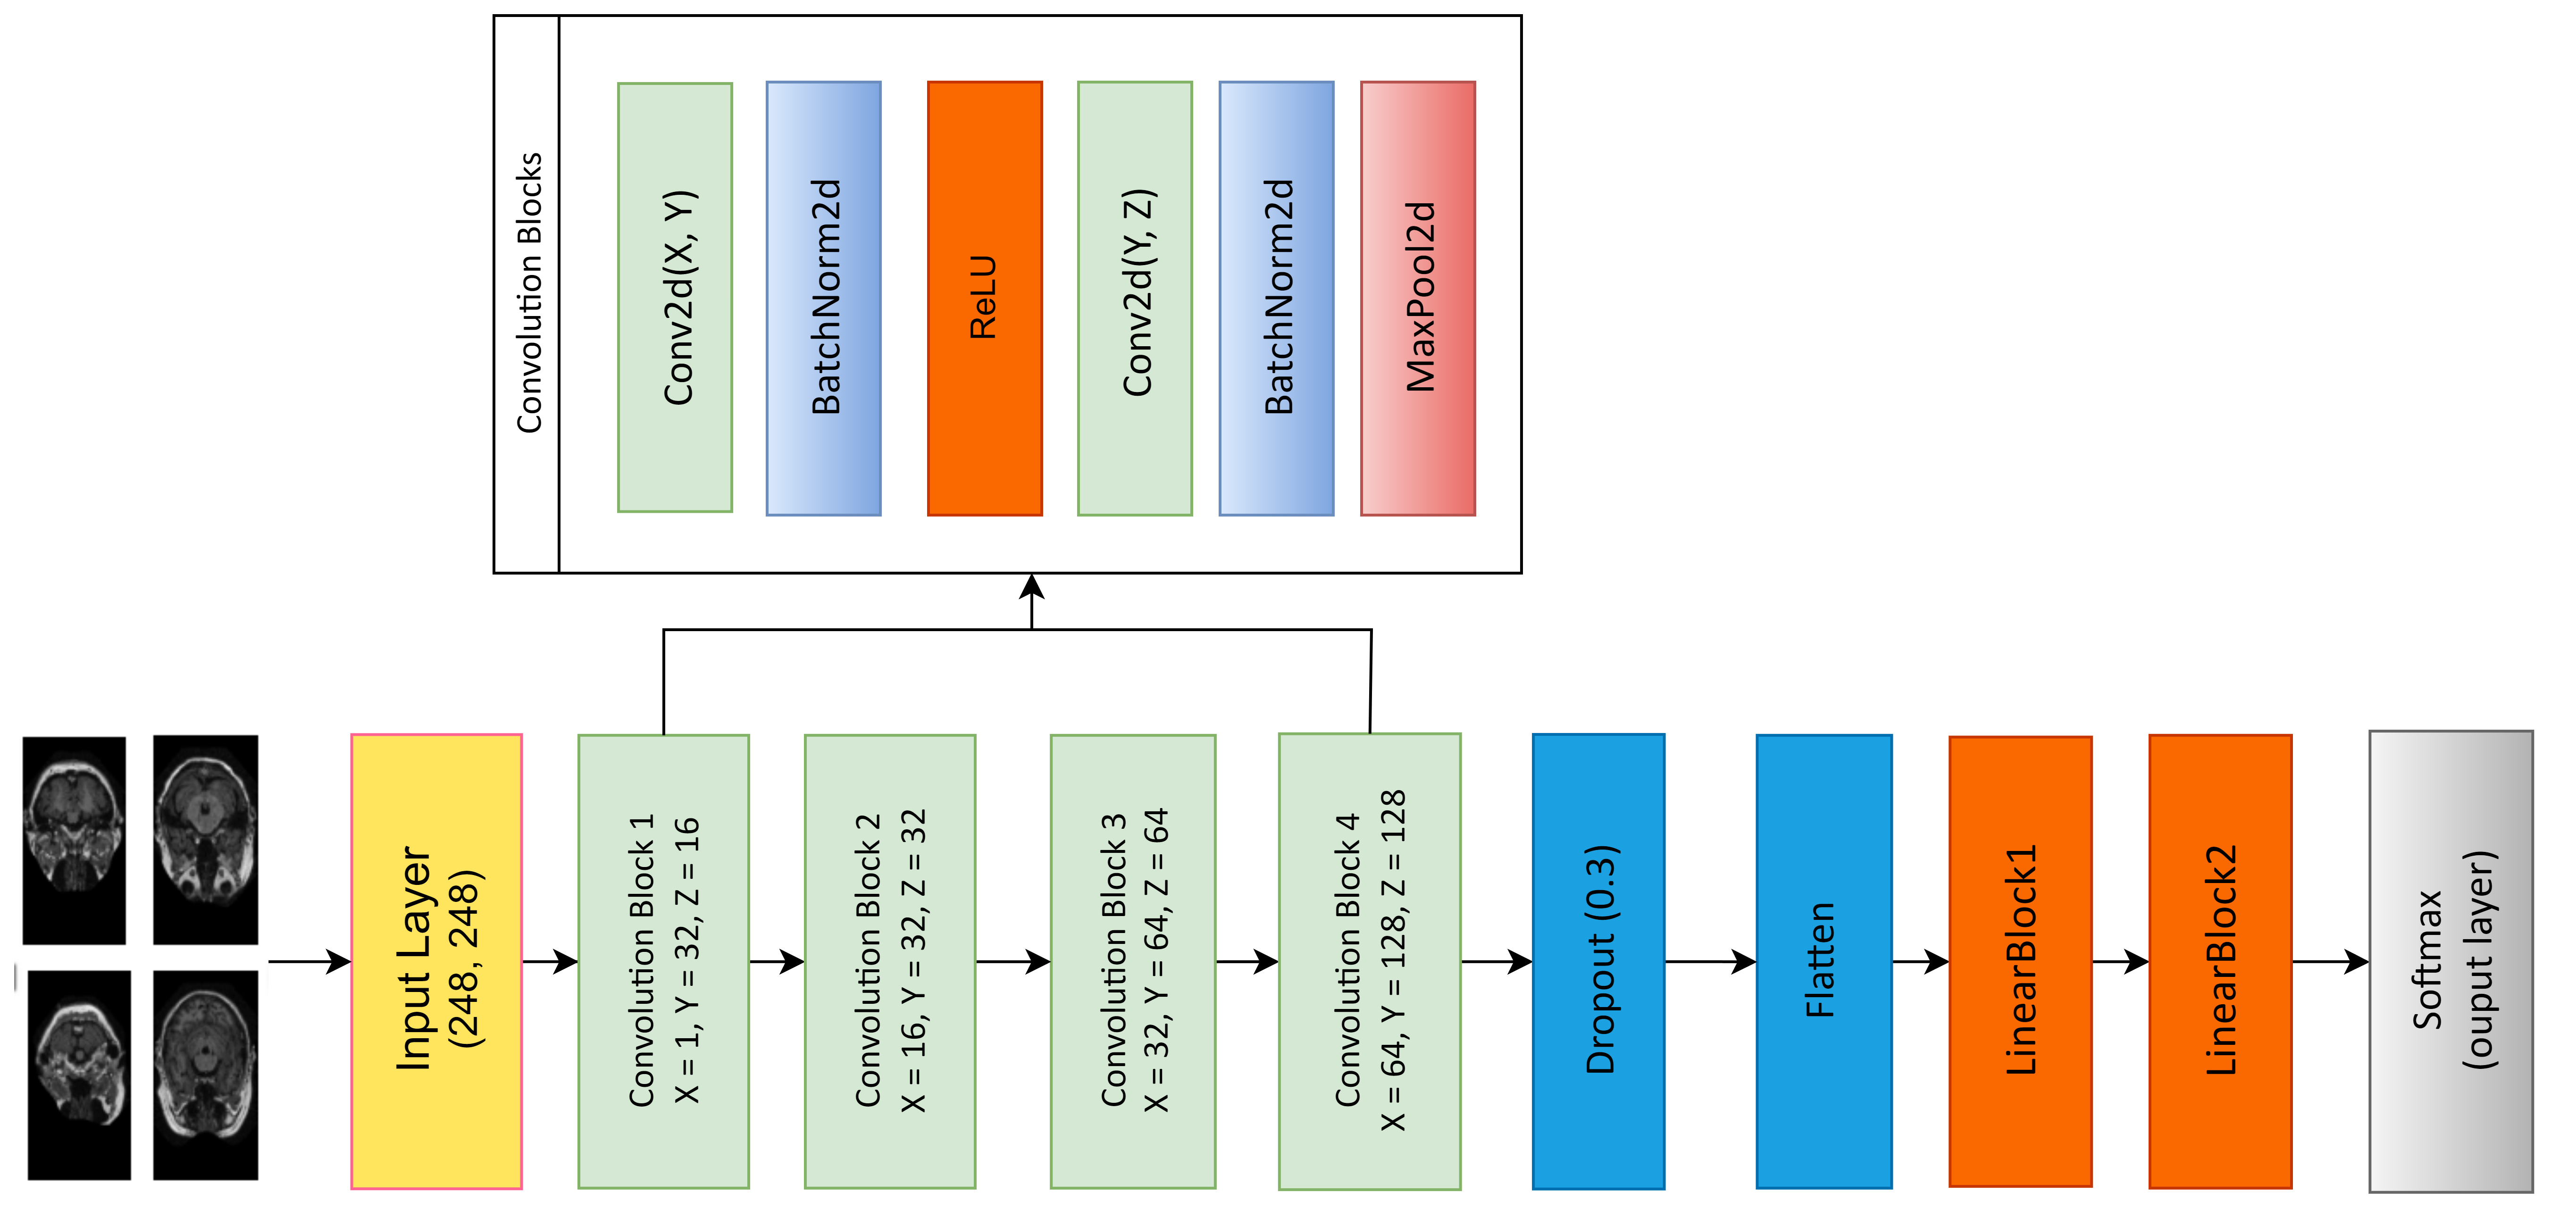 Convolution Blocks
Conv2d(X, Y)
BatchNorm2d
ReLU
Conv2d(Y, Z)
BatchNorm2d
MaxPool2d
Input Layer
(248, 248)
Convolution Block 1
X = 1, Y = 32, Z = 16
Convolution Block 2
X = 16, Y = 32, Z = 32
Convolution Block 3
X = 32, Y = 64, Z = 64
Convolution Block 4
X = 64, Y = 128, Z = 128
Dropout (0.3)
Flatten
LinearBlock1
LinearBlock2
Softmax
(ouput layer)